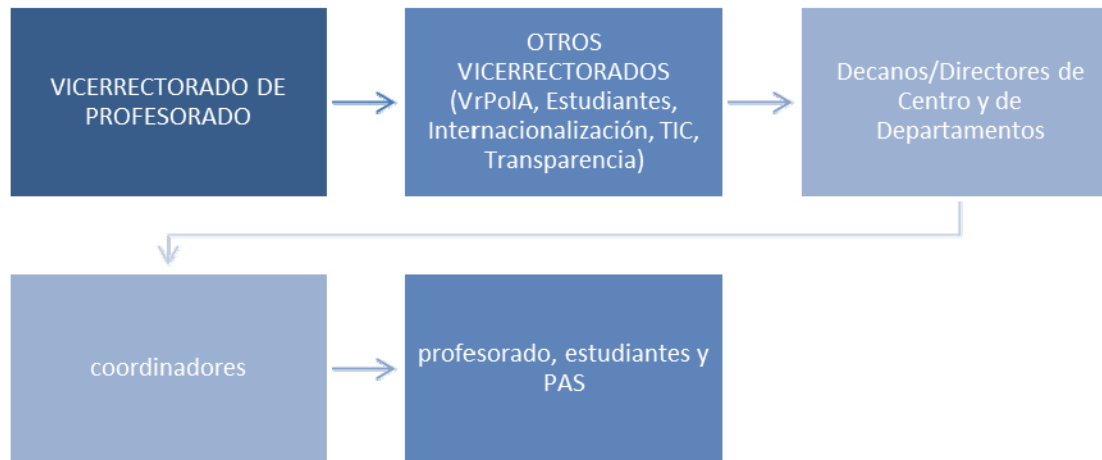 VICERRECTORADO DE
PROFESORADO
OTROS
VICERRECTORADOS
(VrPolA, Estudiantes,
Internacionalización, TIC,
Transparencia)
Decanos/Directores de
Centro y de
Departamentos
coordinadores
profesorado, estudiantes y
PAS